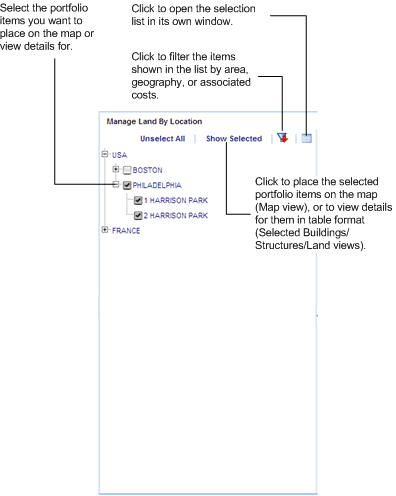 Select the portfolio
items you want to
place on the map or
view details for.
Click to open the selection
list in its own window.
Click to filter the items
shown in the list by area,
geography, or associated
costs.
Manage Land By Location
Unselect All
Show Selected
USA
BOSTON
PHILADELPHIA
1 HARRISON PARK
2 HARRISON PARK
FRANCE
Click to place the selected
portfolio items on the map
(Map view), or to view details
for them in table format
(Selected Buildings/
Structures/Land views).